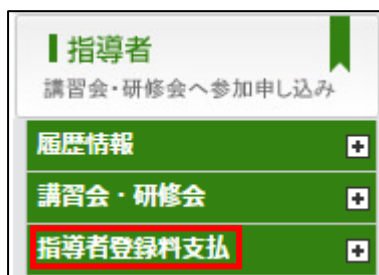 指導者
講習会・研修会へ参加申し込み
履歴情報
講習会・研修会
指導者登録料支払